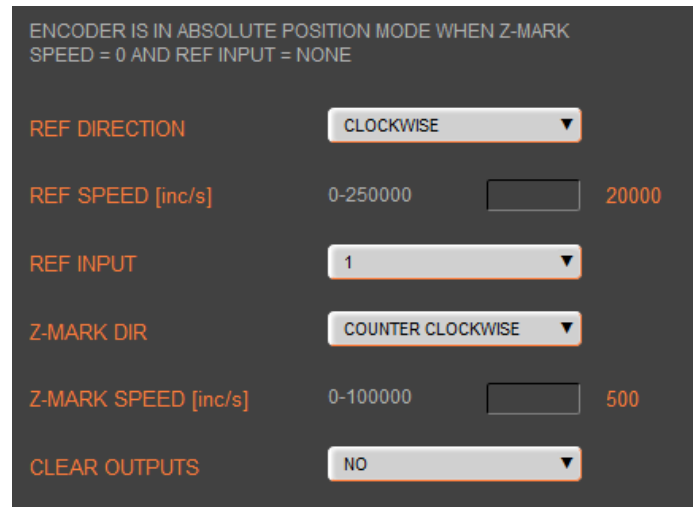 ENCODER IS IN ABSOLUTE POSITION MODE WHEN Z-MARK
SPEED = 0 AND REF INPUT = NONE
REF DIRECTION CLOCKWISE
REF SPEED [inc/s] 0-250000 20000
REF INPUT 1
Z-MARK DIR COUNTER CLOCKWISE
Z-MARK SPEED [inc/s] 0-100000 500
CLEAR OUTPUTS NO